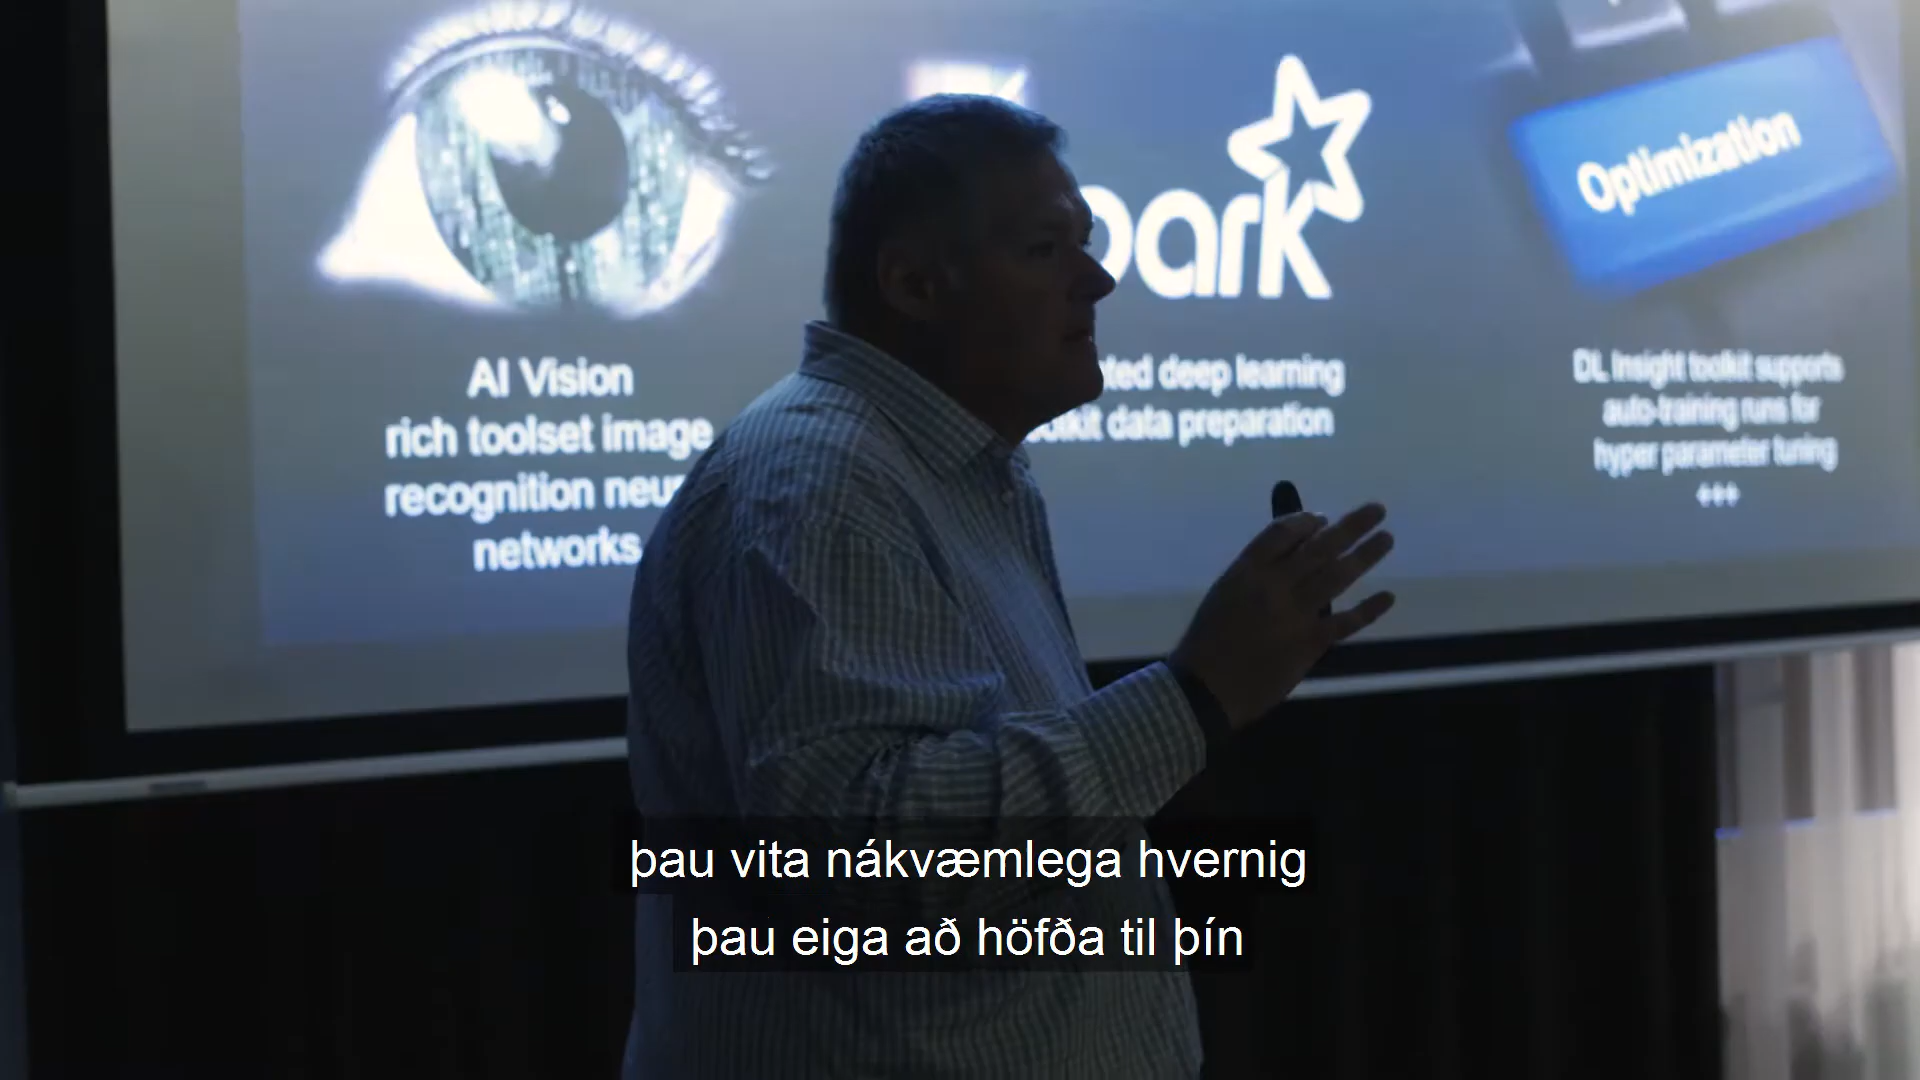 AI Vision
rich toolset image
recognition
networks
park
deep learning
data preparation
Optimization
DL Insight toolkit supports
auto-training runs for
hyper parameter tuning
þau vita nákvæmlega hvernig
þau eiga að höfða til þín